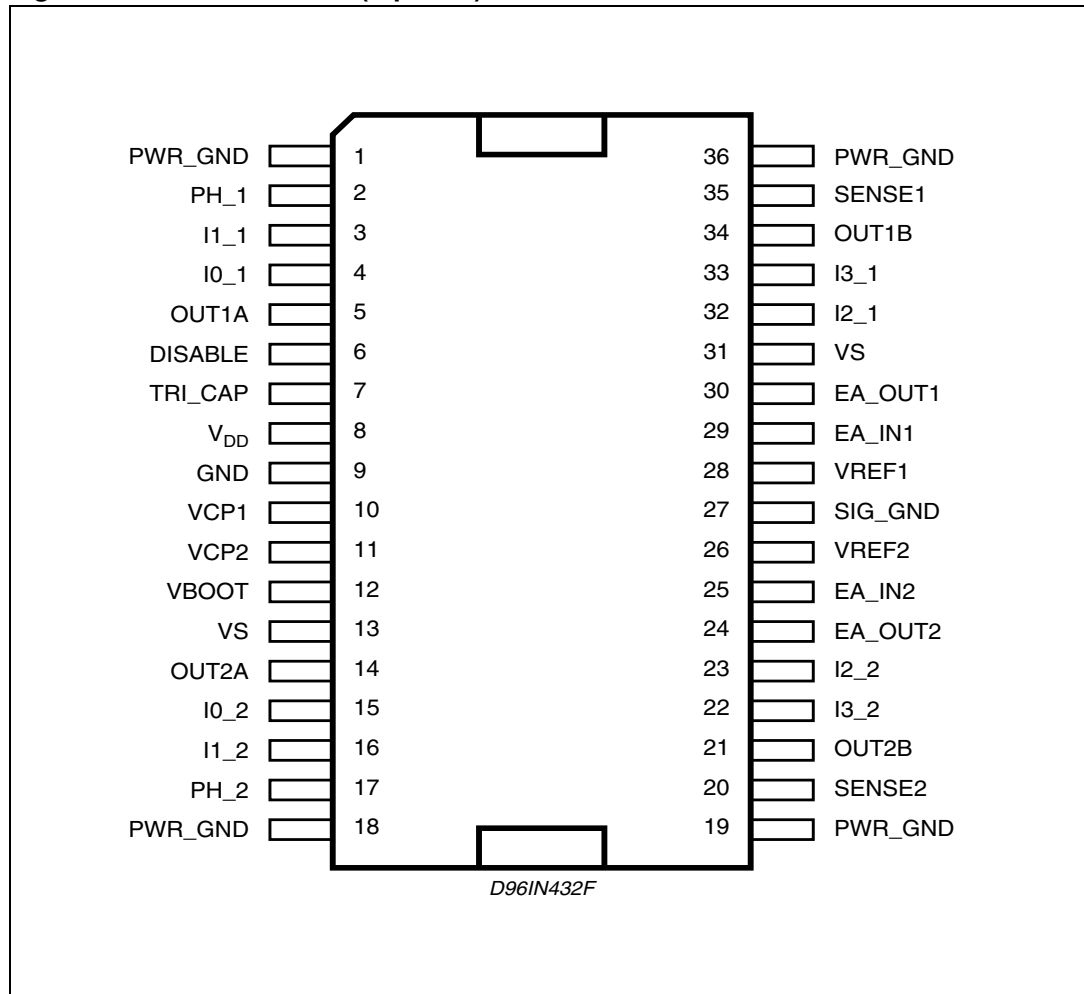 PWR_GND 1 36 PWR_GND
PH_1 2 35 SENSE1
I1_1 3 34 OUT1B
I0_1 4 33 I3_1
OUT1A 5 32 I2_1
DISABLE 6 31 VS
TRI_CAP 7 30 EA_OUT1
VDD 8 29 EA_IN1
GND 9 28 VREF1
VCP1 10 27 SIG_GND
VCP2 11 26 VREF2
VBOOT 12 25 EA_IN2
VS 13 24 EA_OUT2
OUT2A 14 23 I2_2
I0_2 15 22 I3_2
I1_2 16 21 OUT2B
PH_2 17 20 SENSE2
PWR_GND 18 19 PWR_GND
D96IN432F